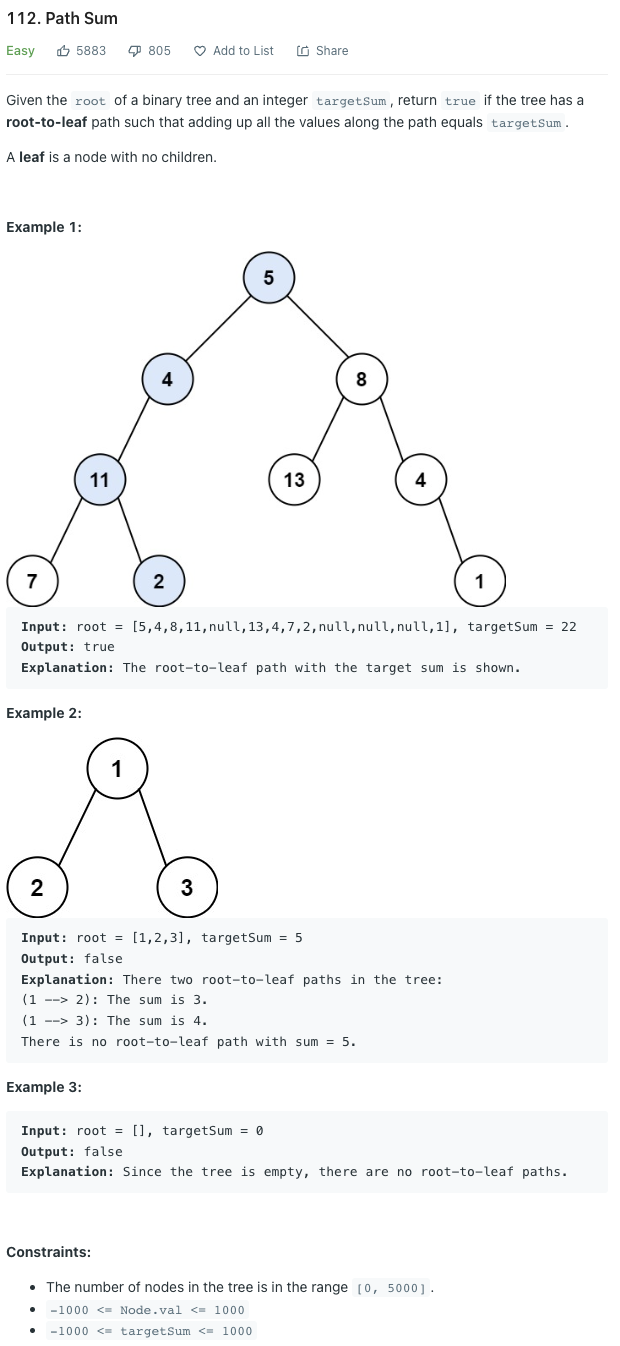 112. Path Sum
Easy 5883 805 Add to List Share
Given the root of a binary tree and an integer targetSum, return true if the tree has a
root-to-leaf path such that adding up all the values along the path equals targetSum.
A leaf is a node with no children.
Example 1:
5
4 8
11 13 4
7 2 1
Input: root = [5,4,8,11,null,13,4,7,2,null,null,null,1], targetSum = 22
Output: true
Explanation: The root-to-leaf path with the target sum is shown.
Example 2:
1
2 3
Input: root = [1,2,3], targetSum = 5
Output: false
Explanation: There two root-to-leaf paths in the tree:
(1 --> 2): The sum is 3.
(1 --> 3): The sum is 4.
There is no root-to-leaf path with sum = 5.
Example 3:
Input: root = [], targetSum = 0
Output: false
Explanation: Since the tree is empty, there are no root-to-leaf paths.
Constraints:
• The number of nodes in the tree is in the range [0, 5000].
• -1000 <= Node.val <= 1000
• -1000 <= targetSum <= 1000